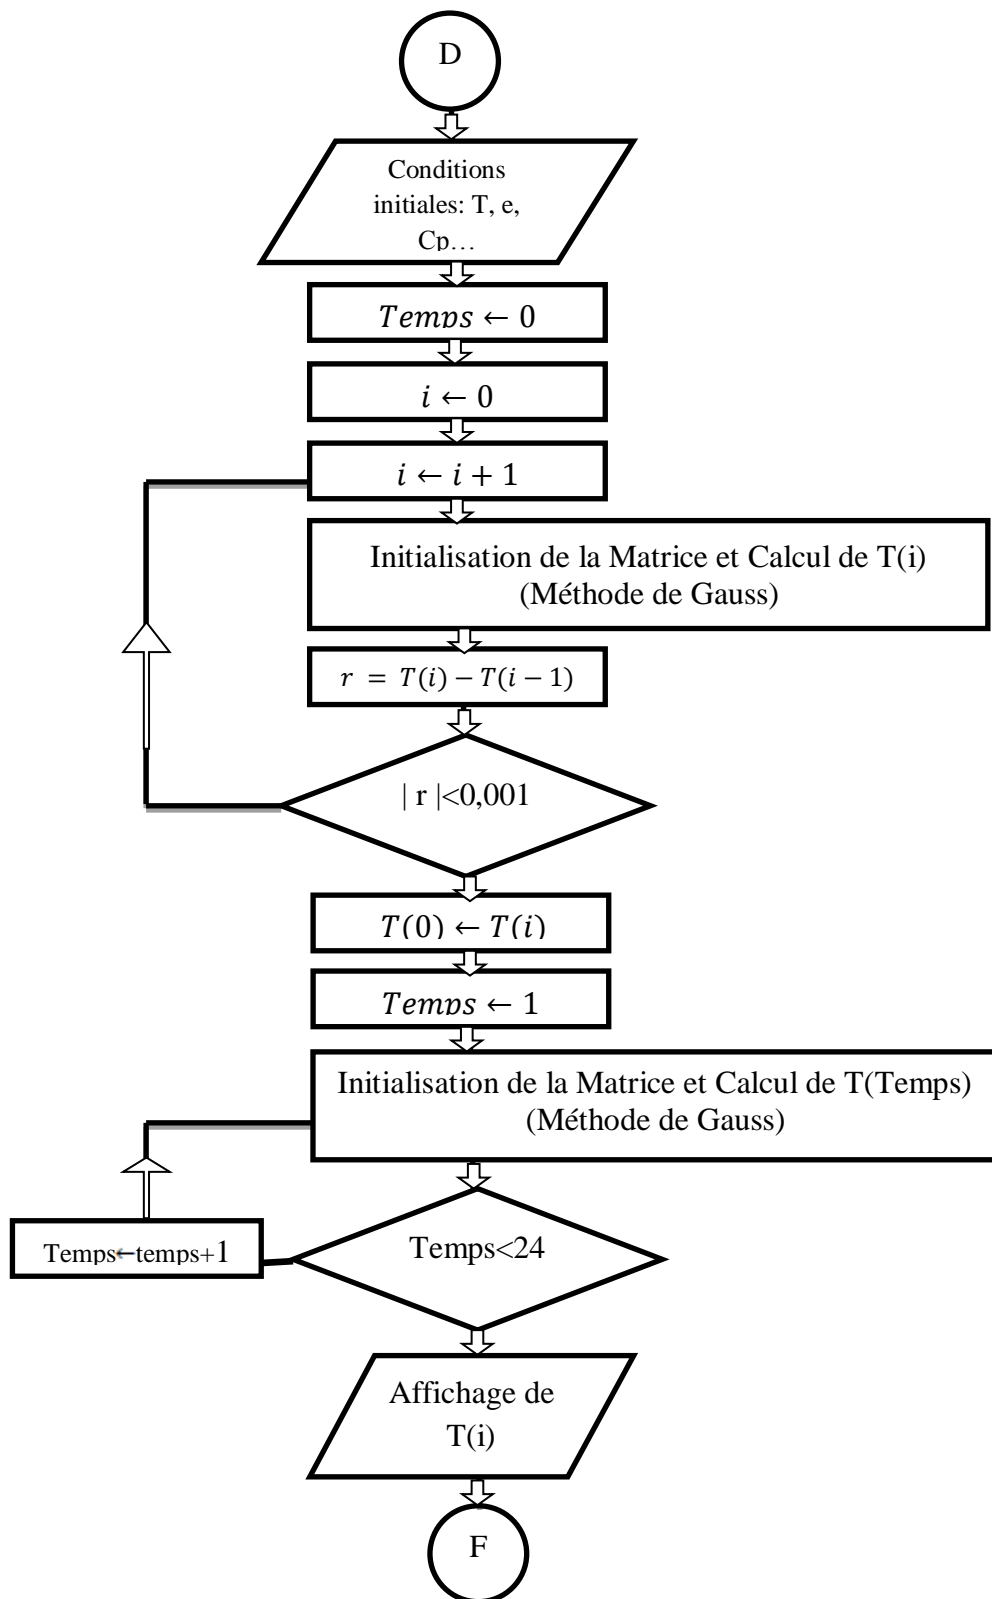 D
Conditions
initiales: T, e,
Cp…
Temps ← 0
i ← 0
i ← i + 1
Initialisation de la Matrice et Calcul de T(i)
(Méthode de Gauss)
r = T(i) − T(i − 1)
| r |<0,001
T(0) ← T(i)
Temps ← 1
Initialisation de la Matrice et Calcul de T(Temps)
(Méthode de Gauss)
Temps<24
Temps←temps+1
Affichage de
T(i)
F